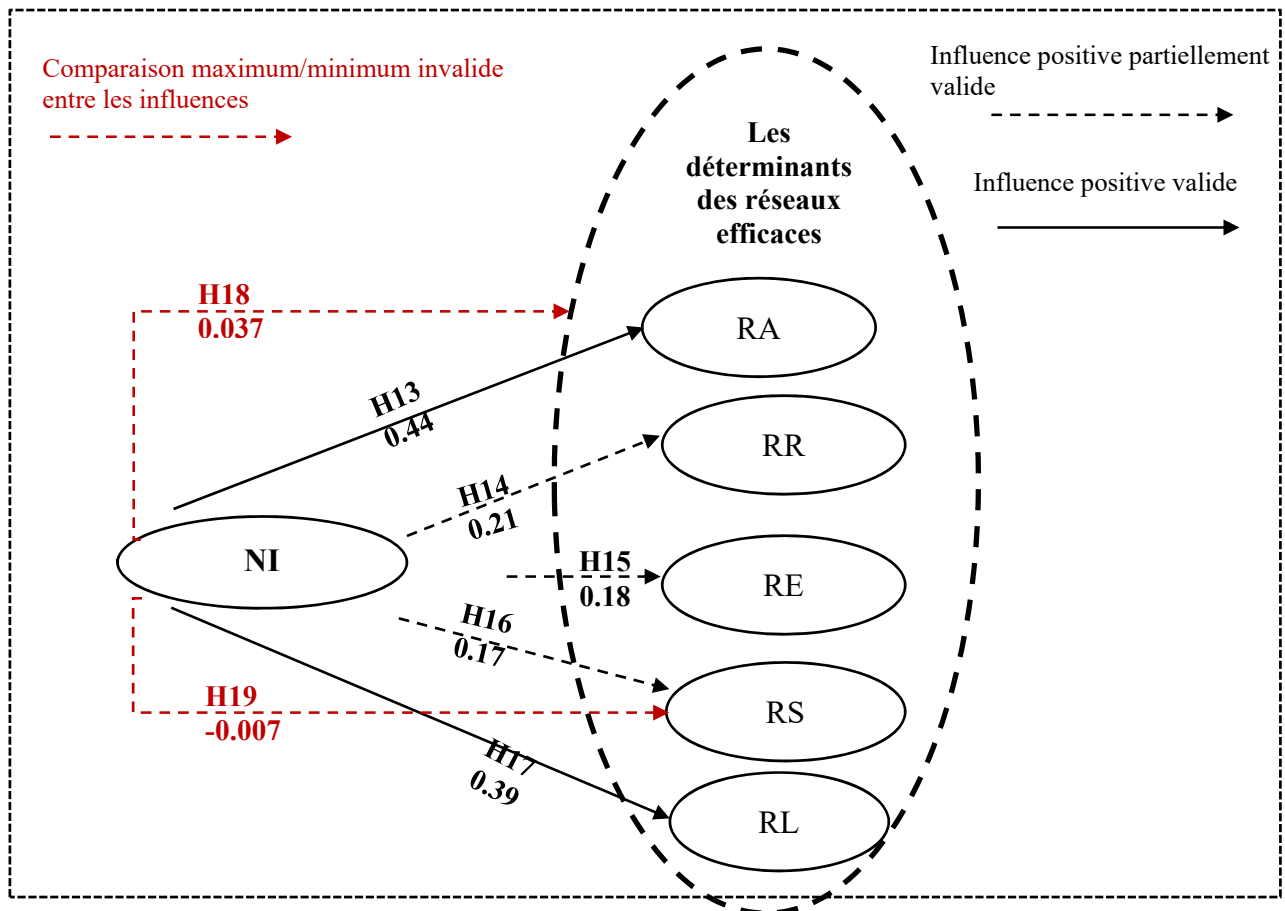 Comparaison maximum/minimum invalide
entre les influences
Influence positive partiellement
valide
Influence positive valide
Les
déterminants
des réseaux
efficaces
H18
0.037
RA
H13
0.44
RR
H14
0.21
NI
H15
0.18
RE
H16
0.17
H19
-0.007
RS
H17
0.39
RL